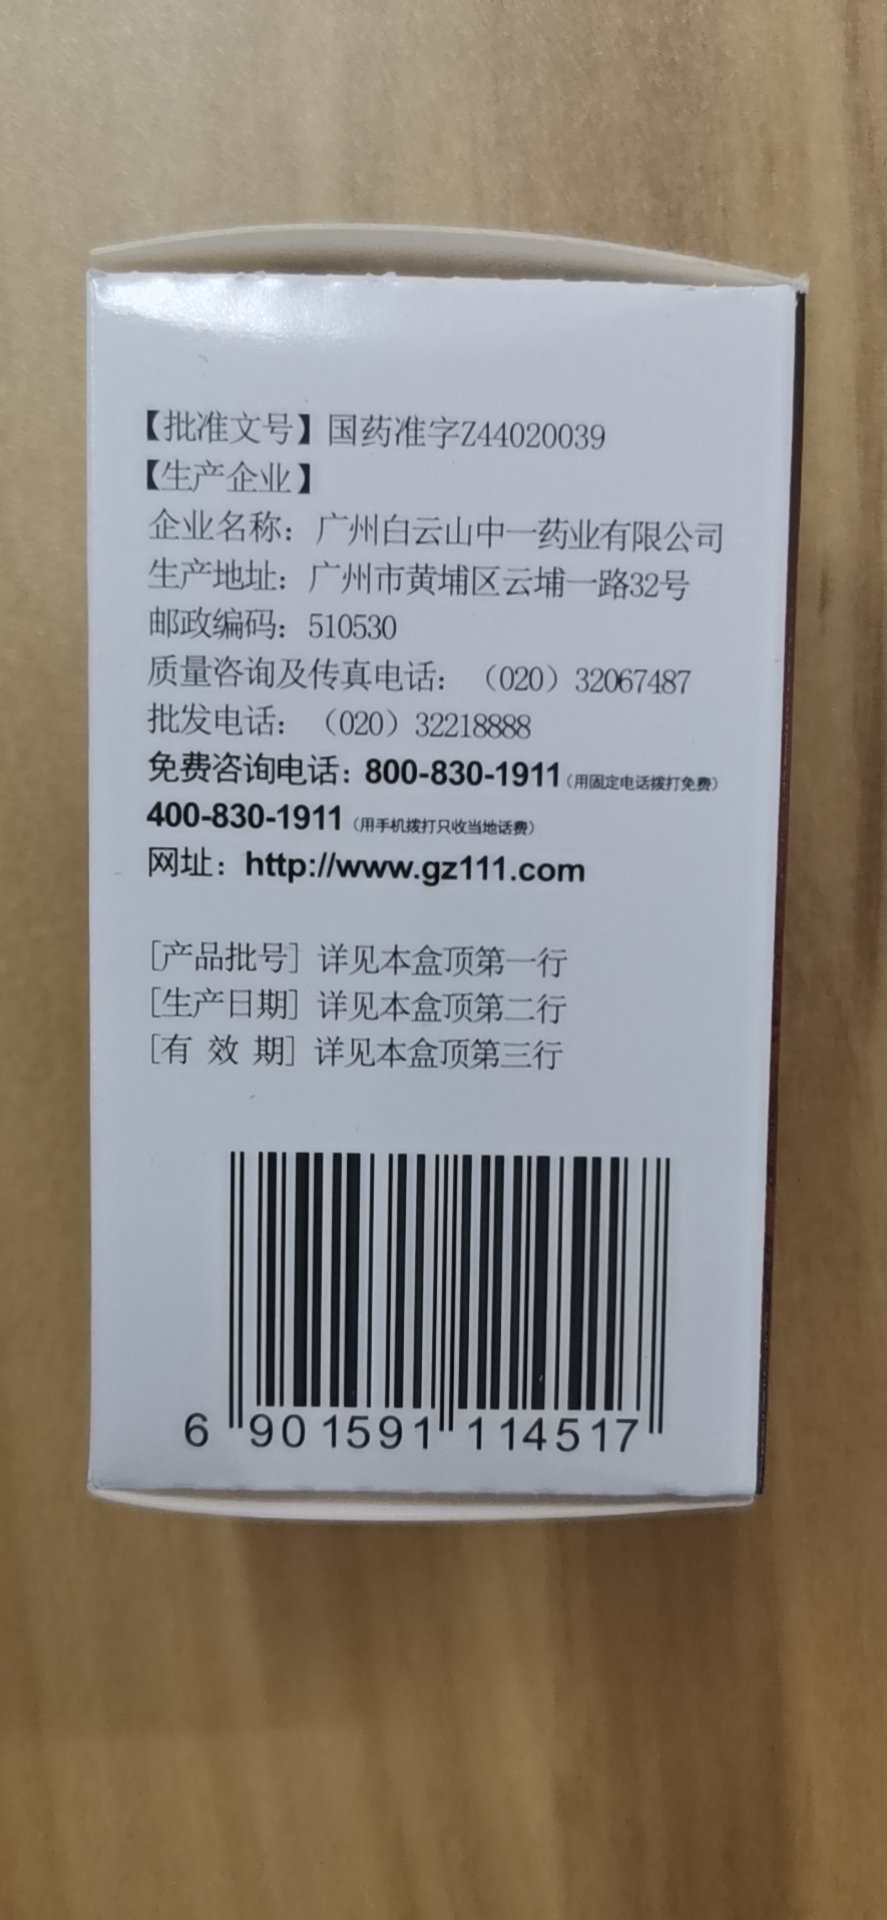 【批准文号】国药准字Z44020039
【生产企业】
企业名称：广州白云山中一药业有限公司
生产地址：广州市黄埔区云埔一路32号
邮政编码：510530
质量咨询及传真电话：（020）32067487
批发电话：（020）32218888
免费咨询电话：800-830-1911（用固定电话拨打免费）
400-830-1911（用手机拨打只收当地话费）
网址：http://www.gz111.com
[产品批号] 详见本盒顶第一行
[生产日期] 详见本盒顶第二行
[有 效 期] 详见本盒顶第三行
6 901591 114517